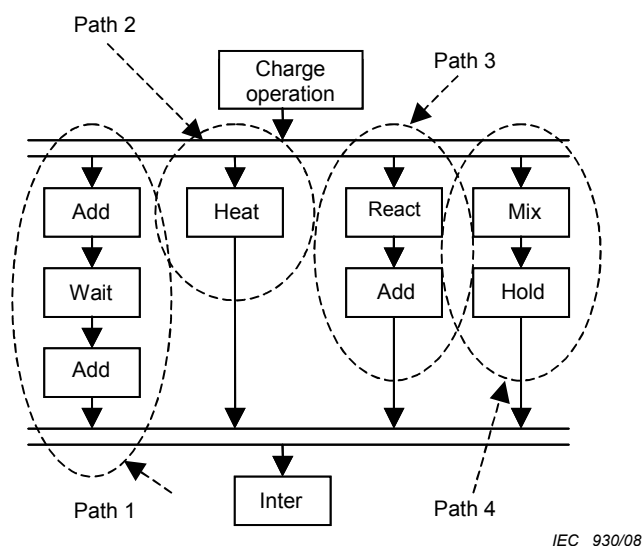 Path 2
Charge
operation
Path 3
Add
Heat
React
Mix
Wait
Add
Hold
Add
Path 1
Inter
Path 4
IEC 930/08